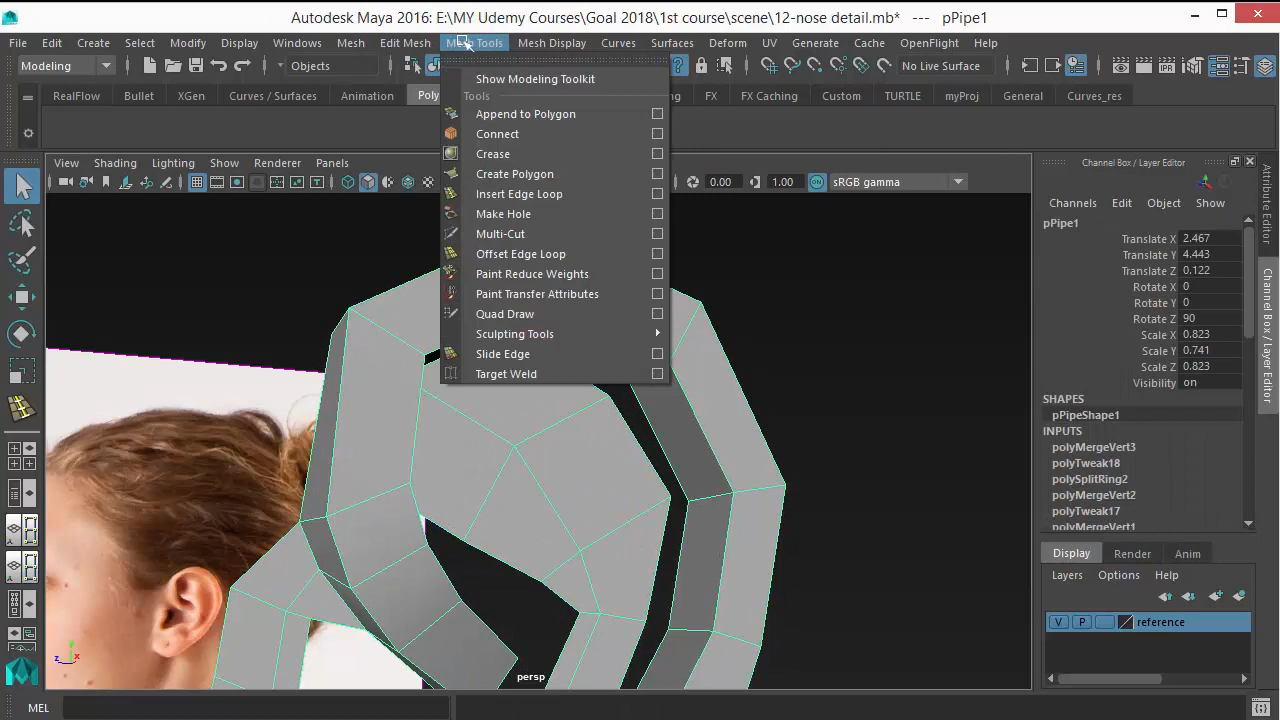 Autodesk Maya 2016: E:\MY Udemy Courses\Goal 2018\1st course\scene\12-nose detail.mb* --- pPipe1
File Edit Create Select Modify Display Windows Mesh Edit Mesh Mesh Tools Mesh Display Curves Surfaces Deform UV Generate Cache OpenFlight Help
Modeling Objects No Live Surface
RealFlow Bullet XGen Curves / Surfaces Animation Poly ng FX FX Caching Custom TURTLE myProj General Curves_res
View Shading Lighting Show Renderer Panels
0.00 1.00 ON sRGB gamma
Show Modeling Toolkit
Tools
Append to Polygon
Connect
Crease
Create Polygon
Insert Edge Loop
Make Hole
Multi-Cut
Offset Edge Loop
Paint Reduce Weights
Paint Transfer Attributes
Quad Draw
Sculpting Tools
Slide Edge
Target Weld
z y x
persp
Channel Box / Layer Editor
Channels Edit Object Show
pPipe1
Translate X 2.467
Translate Y 4.443
Translate Z 0.122
Rotate X 0
Rotate Y 0
Rotate Z 90
Scale X 0.823
Scale Y 0.741
Scale Z 0.823
Visibility on
SHAPES
pPipeShape1
INPUTS
polyMergeVert3
polyTweak18
polySplitRing2
polyMergeVert2
polyTweak17
polyMergeVert1
Display Render Anim
Layers Options Help
V P reference
Attribute Editor
Channel Box / Layer Editor
MEL